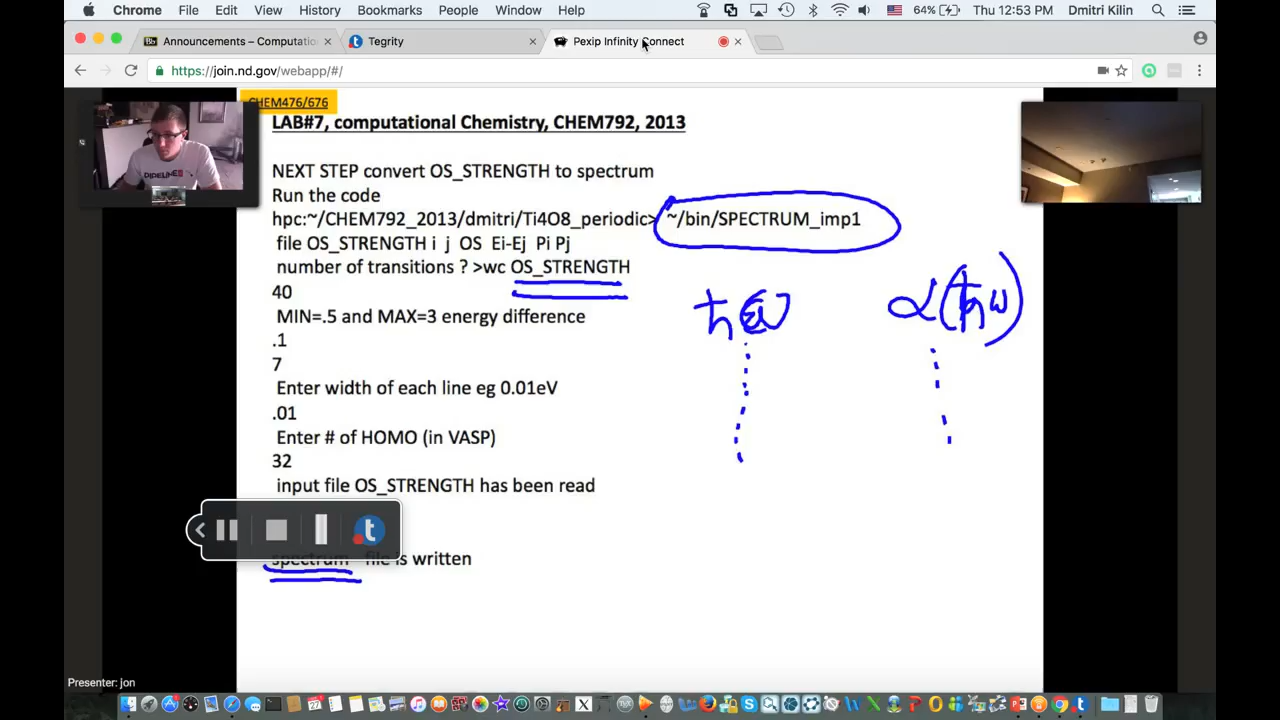 Chrome File Edit View History Bookmarks People Window Help 64% Thu 12:53 PM Dmitri Kilin
Announcements – Computatio Tegrity Pexip Infinity Connect
https://join.nd.gov/webapp/#/
CHEM476/676
LAB#7, computational Chemistry, CHEM792, 2013
PIPELINE
NEXT STEP convert OS_STRENGTH to spectrum
Run the code
hpc:~/CHEM792_2013/dmitri/Ti4O8_periodic> ~/bin/SPECTRUM_imp1
file OS_STRENGTH i j OS Ei-Ej Pi Pj
number of transitions ? >wc OS_STRENGTH
40
ħω α(ħω)
MIN=.5 and MAX=3 energy difference
.1
7
Enter width of each line eg 0.01eV
.01
Enter # of HOMO (in VASP)
32
input file OS_STRENGTH has been read
t
spectrum file is written
Presenter: jon